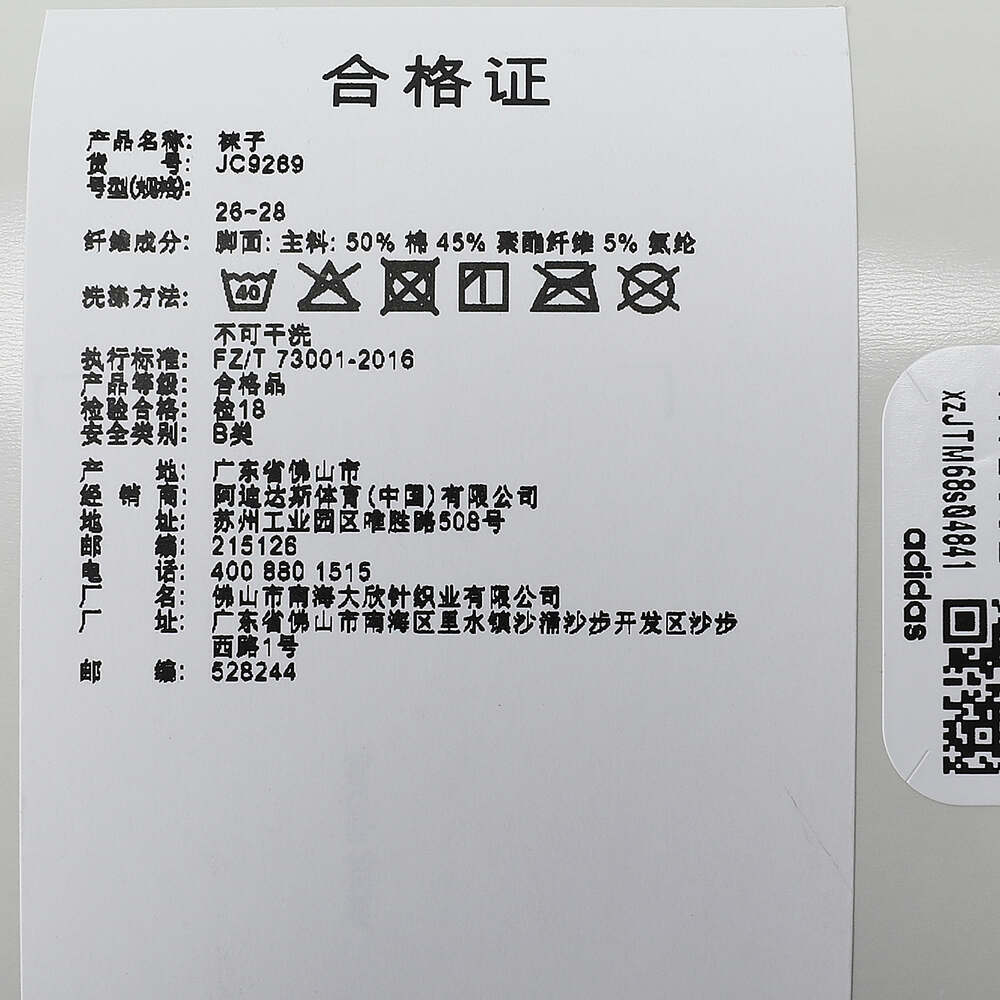 合格证
产品名称: 袜子
货 号: JC9269
号型(规格):
26-28
纤维成分: 脚面: 主料: 50% 棉 45% 聚酯纤维 5% 氨纶
洗涤方法:
40
不可干洗
执行标准: FZ/T 73001-2016
产品等级: 合格品
检验合格: 检18
安全类别: B类
产 地: 广东省佛山市
经 销 商: 阿迪达斯体育(中国)有限公司
地 址: 苏州工业园区唯胜路508号
邮 编: 215126
电 话: 400 880 1515
厂 名: 佛山市南海大欣针织业有限公司
厂 址: 广东省佛山市南海区里水镇沙涌沙步开发区沙步
西路1号
邮 编: 528244
XZJTM68s04841
adidas